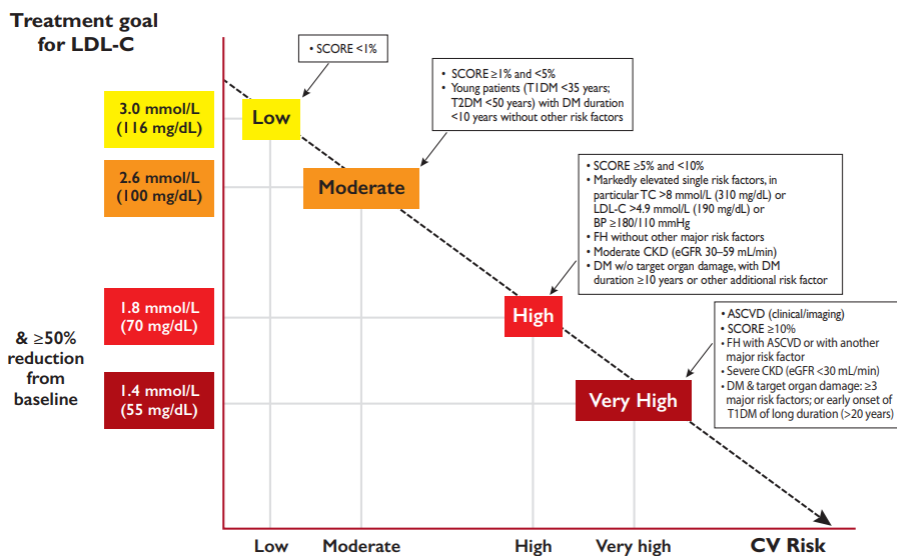 Treatment goal
for LDL-C
3.0 mmol/L
(116 mg/dL)
2.6 mmol/L
(100 mg/dL)
1.8 mmol/L
(70 mg/dL)
& ≥50%
reduction
from
baseline
1.4 mmol/L
(55 mg/dL)
Low
• SCORE <1%
Moderate
• SCORE ≥1% and <5%
• Young patients (T1DM <35 years;
T2DM <50 years) with DM duration
<10 years without other risk factors
High
• SCORE ≥5% and <10%
• Markedly elevated single risk factors, in
particular TC >8 mmol/L (310 mg/dL) or
LDL-C >4.9 mmol/L (190 mg/dL) or
BP ≥180/110 mmHg
• FH without other major risk factors
• Moderate CKD (eGFR 30–59 mL/min)
• DM w/o target organ damage, with DM
duration ≥10 years or other additional risk factor
Very High
• ASCVD (clinical/imaging)
• SCORE ≥10%
• FH with ASCVD or with another
major risk factor
• Severe CKD (eGFR <30 mL/min)
• DM & target organ damage: ≥3
major risk factors; or early onset of
T1DM of long duration (>20 years)
Low
Moderate
High
Very high
CV Risk